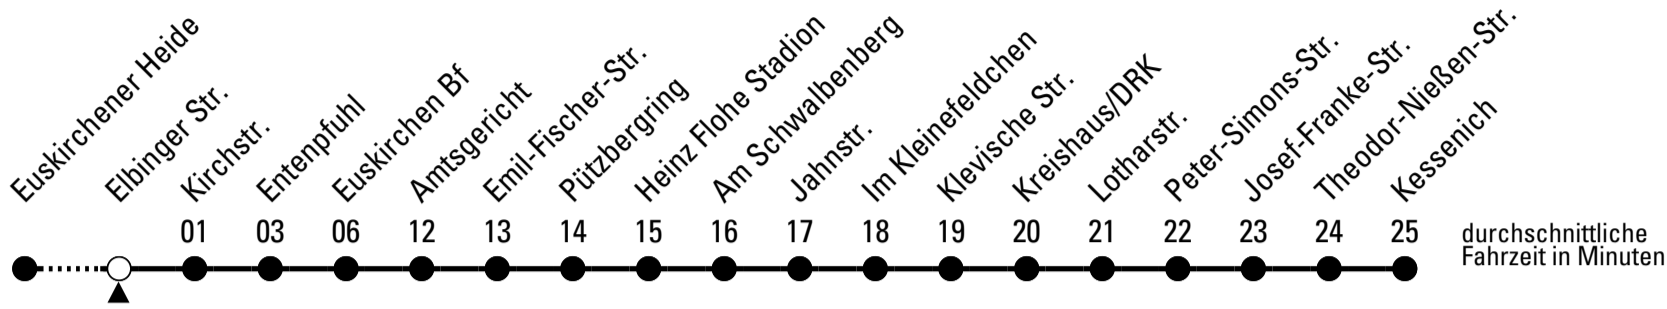 Euskirchener Heide
Elbinger Str.
Kirchstr.
Entenpfuhl
Euskirchen Bf
Amtsgericht
Emil-Fischer-Str.
Pützbergring
Heinz Flohe Stadion
Am Schwalbenberg
Jahnstr.
Im Kleinefeldchen
Klevische Str.
Kreishaus/DRK
Lotharstr.
Peter-Simons-Str.
Josef-Franke-Str.
Theodor-Nießen-Str.
Kessenich
01 03 06 12 13 14 15 16 17 18 19 20 21 22 23 24 25
durchschnittliche
Fahrzeit in Minuten